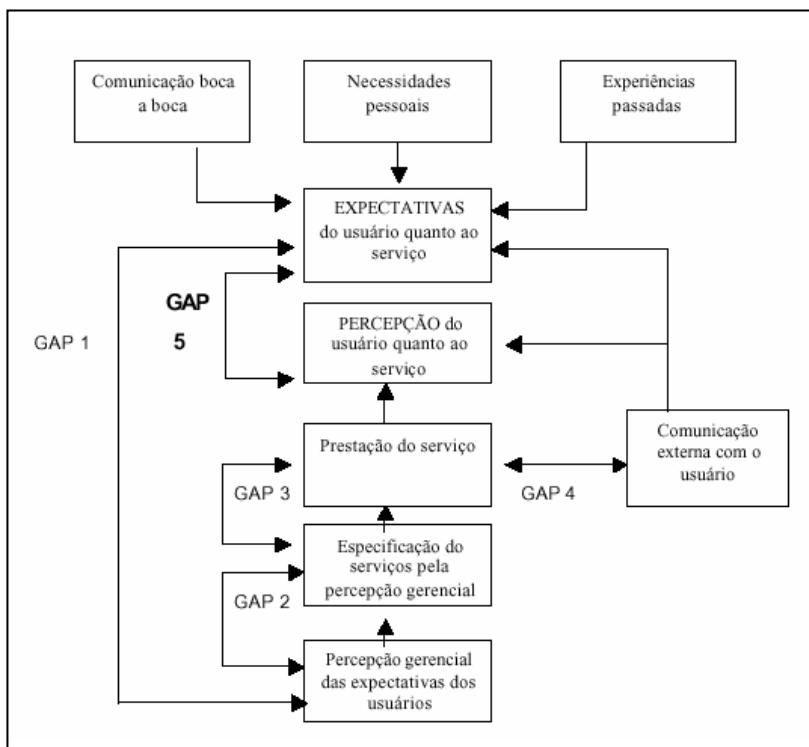 Comunicação boca
a boca
Necessidades
pessoais
Experiências
passadas
EXPECTATIVAS
do usuário quanto ao
serviço
GAP
5
GAP 1
PERCEPÇÃO do
usuário quanto ao
serviço
Prestação do serviço
Comunicação
externa com o
usuário
GAP 3
GAP 4
Especificação do
serviços pela
percepção gerencial
GAP 2
Percepção gerencial
das expectativas dos
usuários